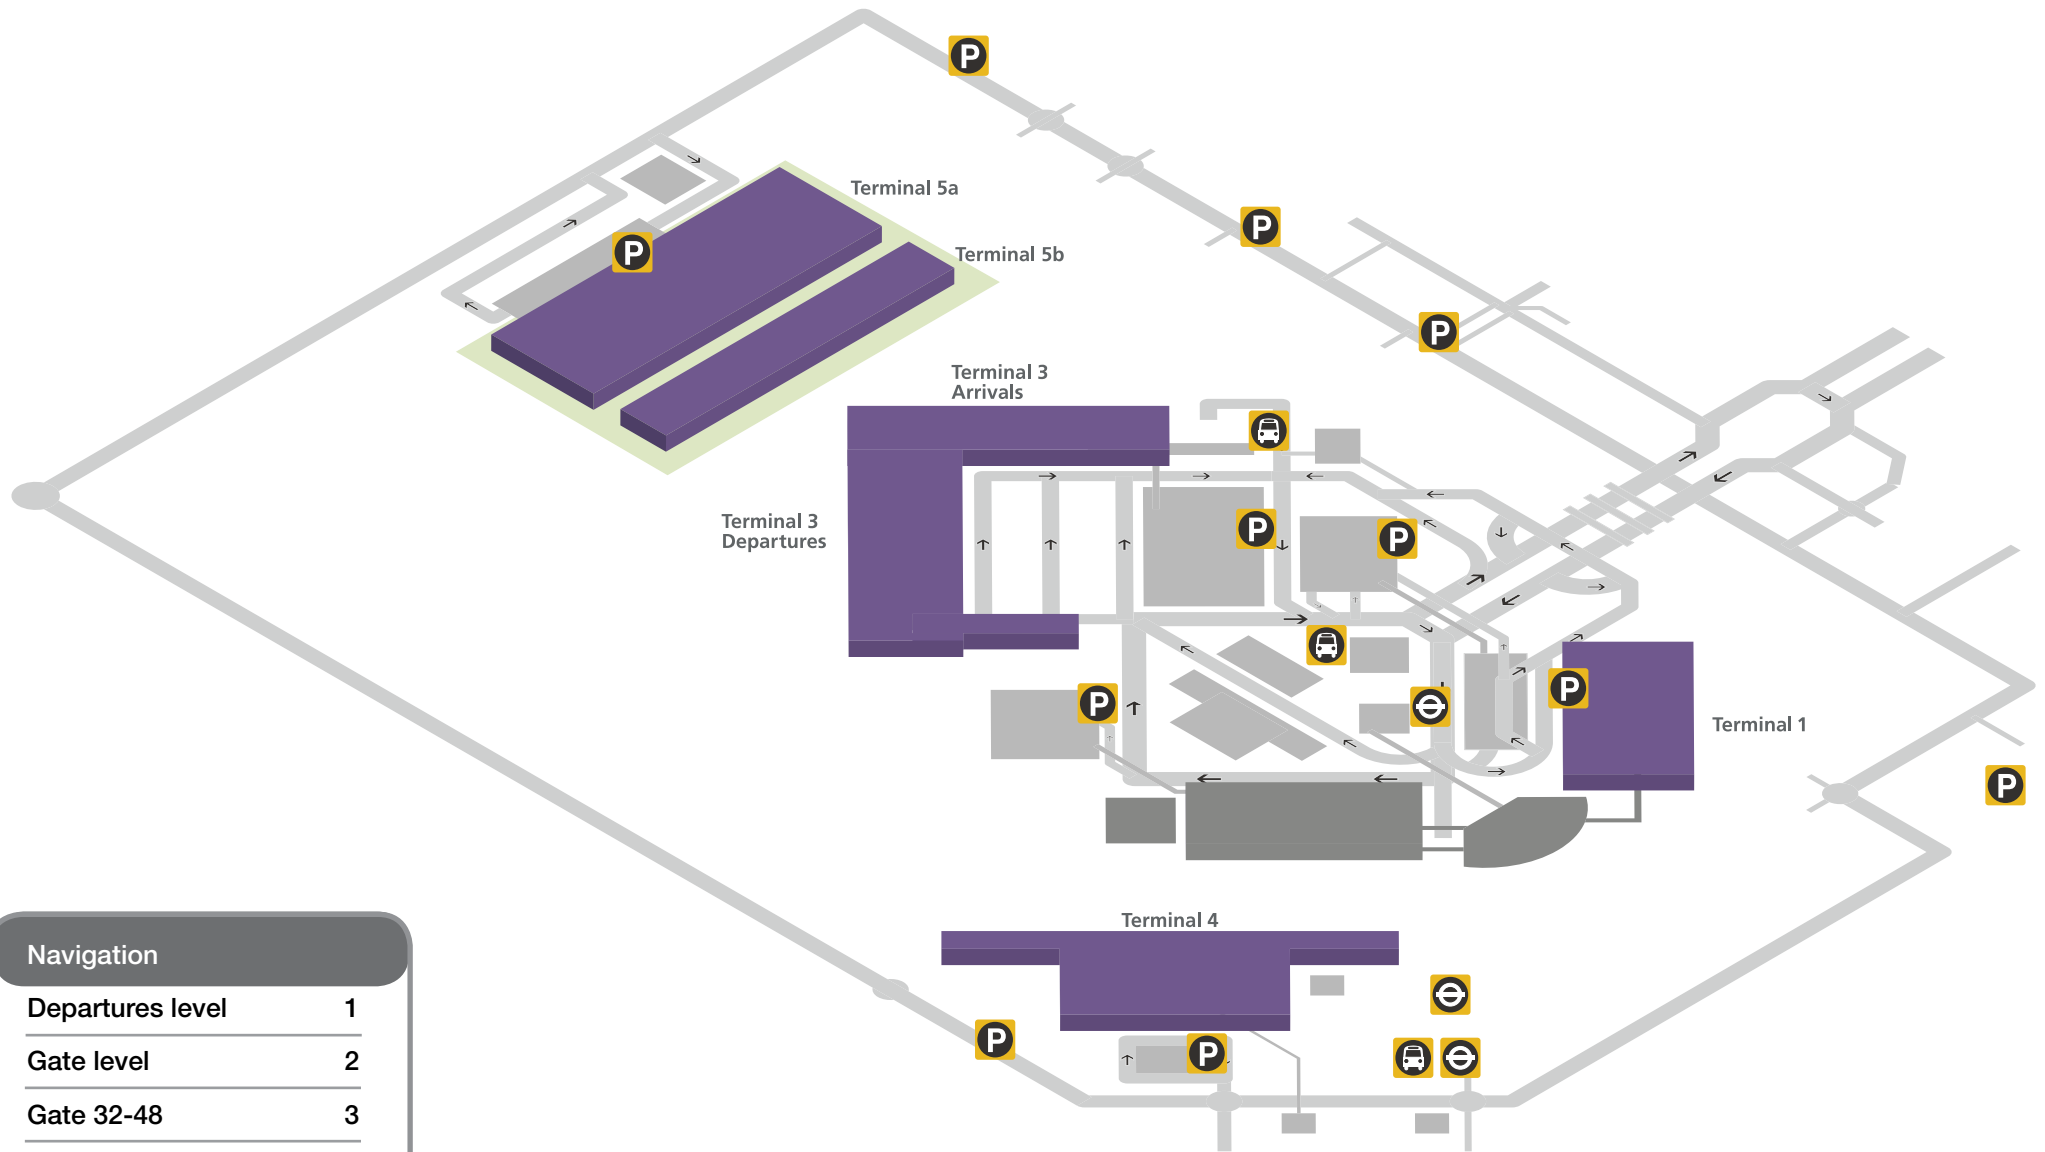 P
P
Terminal 5a
P
Terminal 5b
P
P
Terminal 3
Arrivals
Terminal 3
Departures
P
P
P
P
Terminal 1
P
Terminal 4
P
P
Navigation
Departures level 1
Gate level 2
Gate 32-48 3